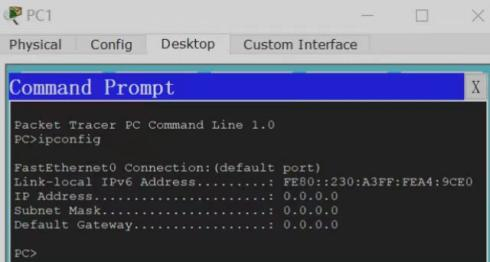 PC1
Physical Config Desktop Custom Interface
Command Prompt X
Packet Tracer PC Command Line 1.0
PC>ipconfig
FastEthernet0 Connection:(default port)
Link-local IPv6 Address.........: FE80::230:A3FF:FEA4:9CE0
IP Address......................: 0.0.0.0
Subnet Mask.....................: 0.0.0.0
Default Gateway.................: 0.0.0.0
PC>